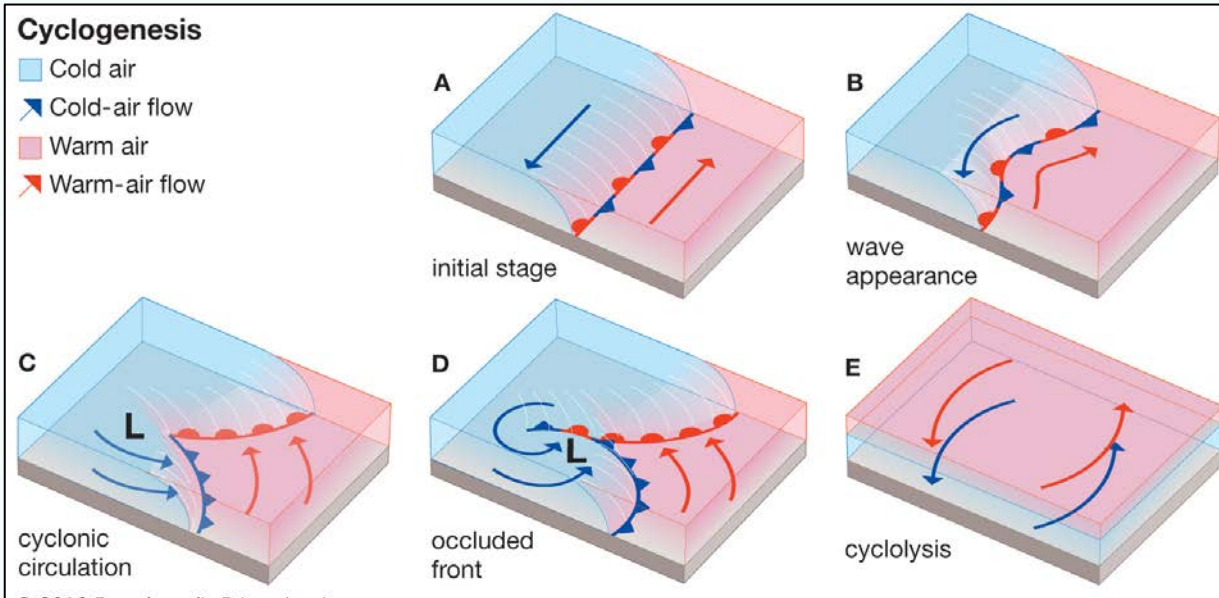 Cyclogenesis
Cold air
Cold-air flow
Warm air
Warm-air flow
A
initial stage
B
wave
appearance
C
L
cyclonic
circulation
D
L
occluded
front
E
cyclolysis